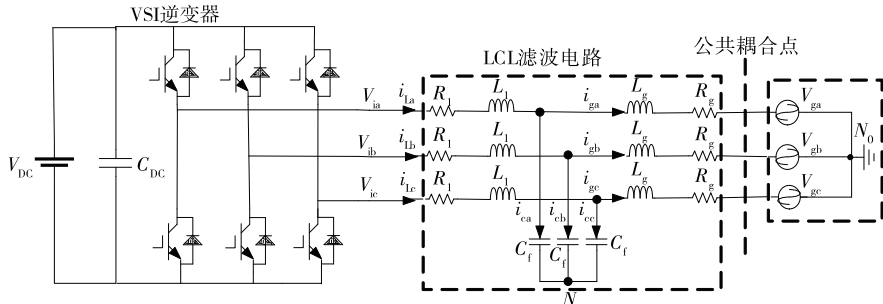 VSI逆变器
LCL滤波电路
公共耦合点
V_DC
C_DC
V_ia
i_La
R_1
L_1
i_ga
L_g
R_g
V_ga
V_ib
i_Lb
R_1
L_1
i_gb
L_g
R_g
V_gb
N_0
V_ic
i_Lc
R_1
L_1
i_gc
L_g
R_g
V_gc
i_ca
i_cb
i_cc
C_f
C_f
C_f
N